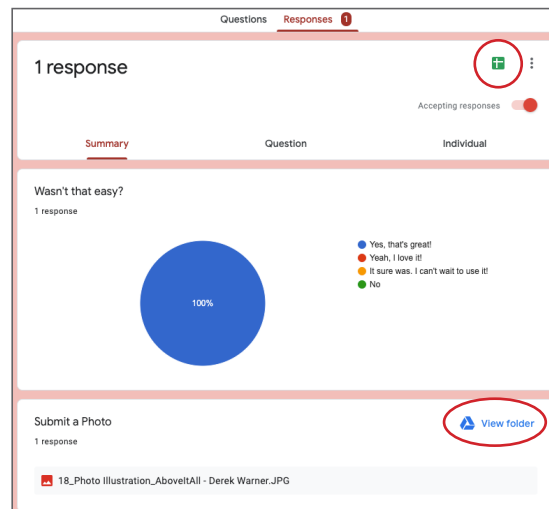 Questions Responses 1
1 response
Accepting responses
Summary Question Individual
Wasn't that easy?
1 response
Yes, that's great!
Yeah, I love it!
It sure was. I can't wait to use it!
No
100%
Submit a Photo
View folder
1 response
18_Photo Illustration_AboveItAll - Derek Warner.JPG